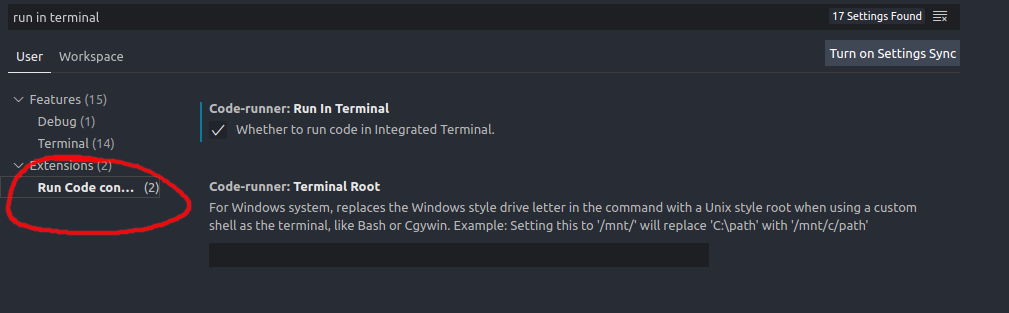 run in terminal
17 Settings Found
User Workspace
Turn on Settings Sync
Features (15)
Debug (1)
Terminal (14)
Extensions (2)
Run Code con... (2)
Code-runner: Run In Terminal
Whether to run code in Integrated Terminal.
Code-runner: Terminal Root
For Windows system, replaces the Windows style drive letter in the command with a Unix style root when using a custom
shell as the terminal, like Bash or Cgywin. Example: Setting this to '/mnt/' will replace 'C:\path' with '/mnt/c/path'